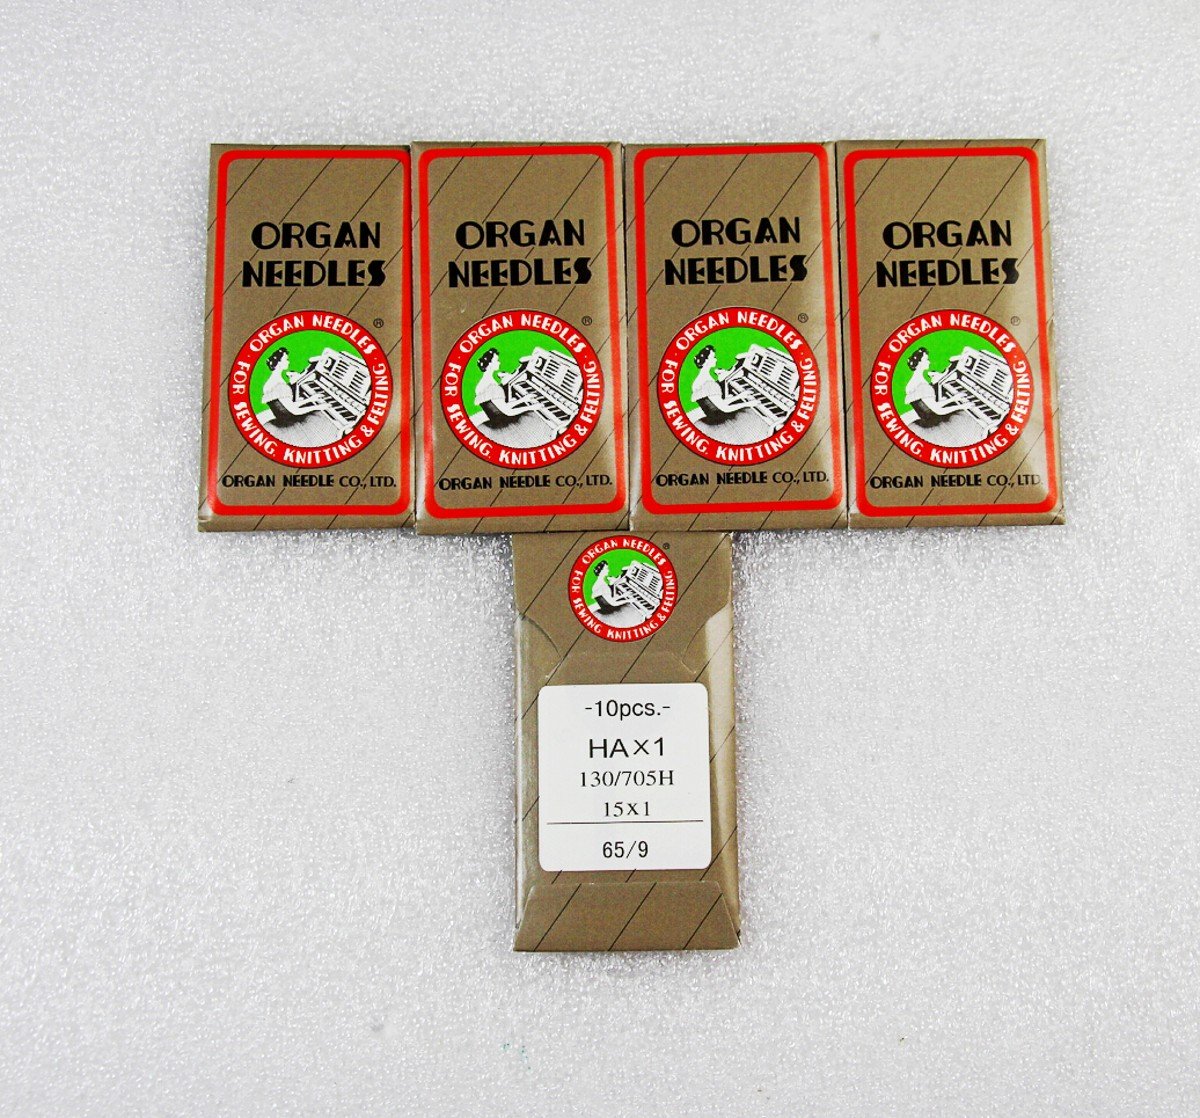 ORGAN
NEEDLES
ORGAN NEEDLES ®
· FOR SEWING, KNITTING & FELTING ·
ORGAN NEEDLE CO., LTD.
ORGAN
NEEDLES
ORGAN NEEDLES ®
· FOR SEWING, KNITTING & FELTING ·
ORGAN NEEDLE CO., LTD.
ORGAN
NEEDLES
ORGAN NEEDLES ®
· FOR SEWING, KNITTING & FELTING ·
ORGAN NEEDLE CO., LTD.
ORGAN
NEEDLES
ORGAN NEEDLES ®
· FOR SEWING, KNITTING & FELTING ·
ORGAN NEEDLE CO., LTD.
ORGAN NEEDLES ®
· FOR SEWING, KNITTING & FELTING ·
-10pcs.-
HA×1
130/705H
15×1
65/9